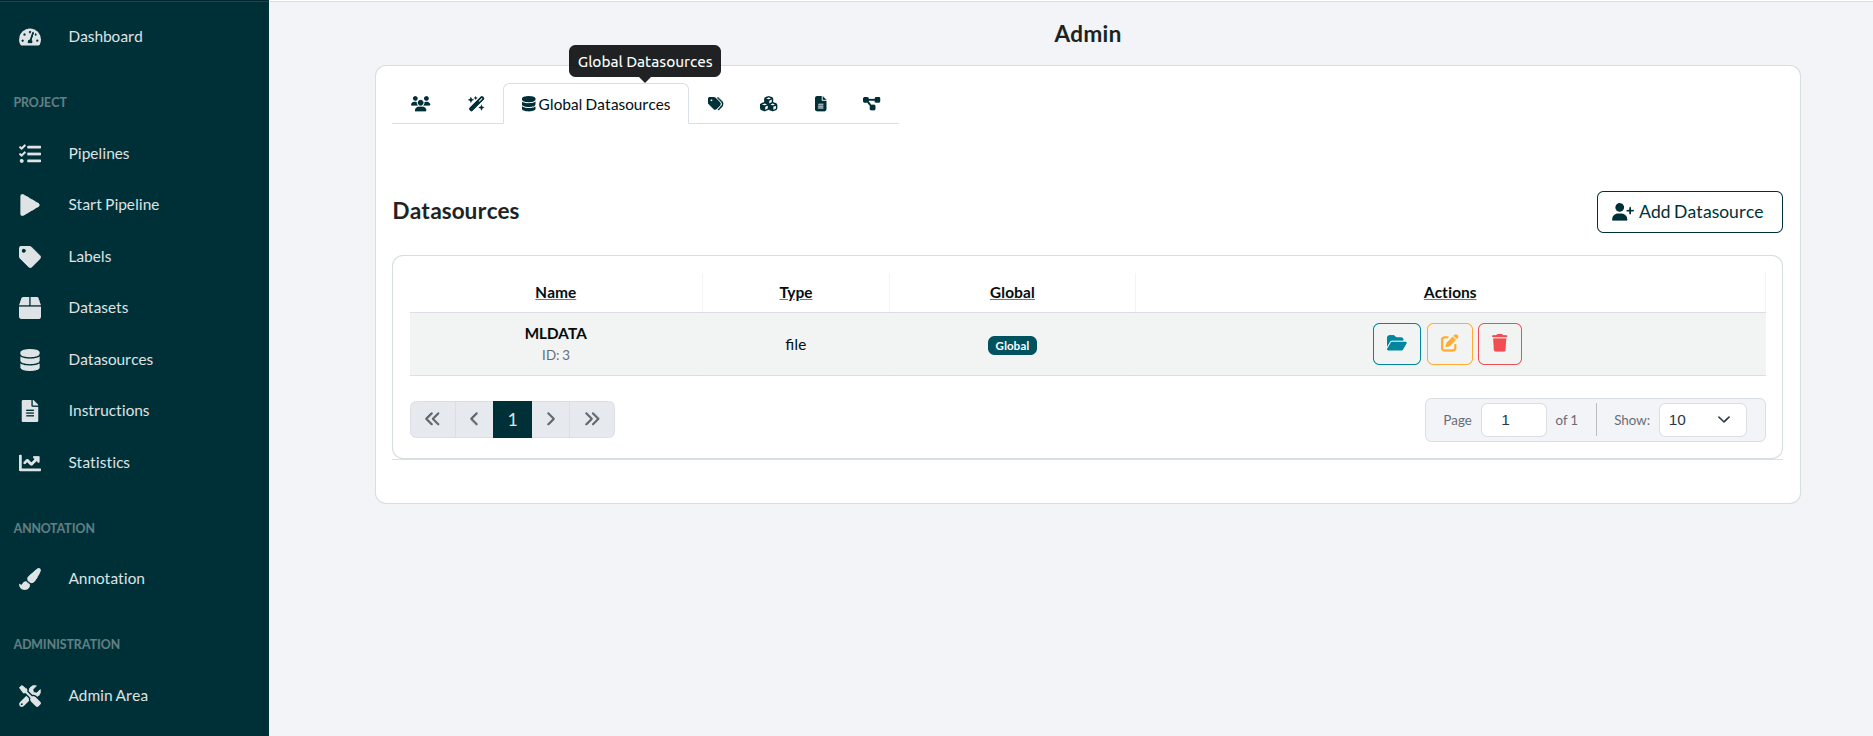 Dashboard
PROJECT
Pipelines
Start Pipeline
Labels
Datasets
Datasources
Instructions
Statistics
ANNOTATION
Annotation
ADMINISTRATION
Admin Area
Admin
Global Datasources
Global Datasources
Datasources
Add Datasource
Name Type Global Actions
MLDATA
ID: 3
file
Global
1
Page 1 of 1 Show: 10